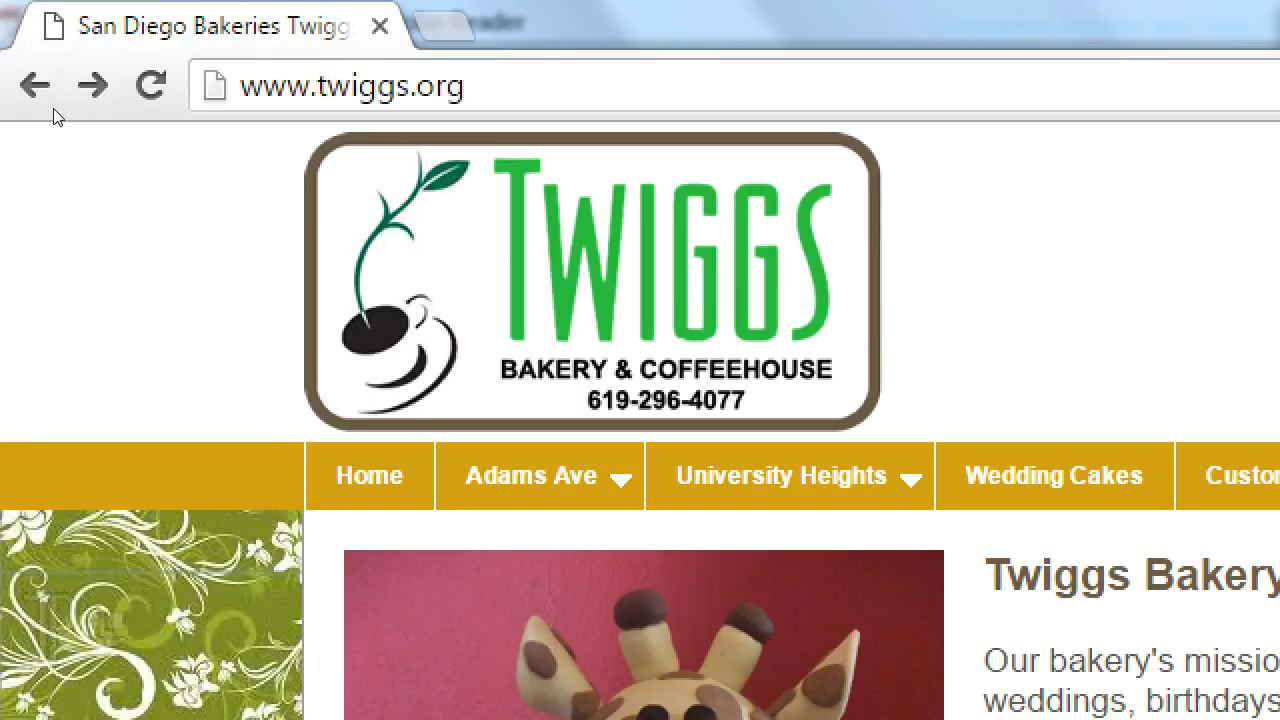 San Diego Bakeries Twigg
www.twiggs.org
TWIGGS
BAKERY & COFFEEHOUSE
619-296-4077
Home
Adams Ave
University Heights
Wedding Cakes
Custom
Twiggs Bakery
Our bakery's missio
weddings, birthdays